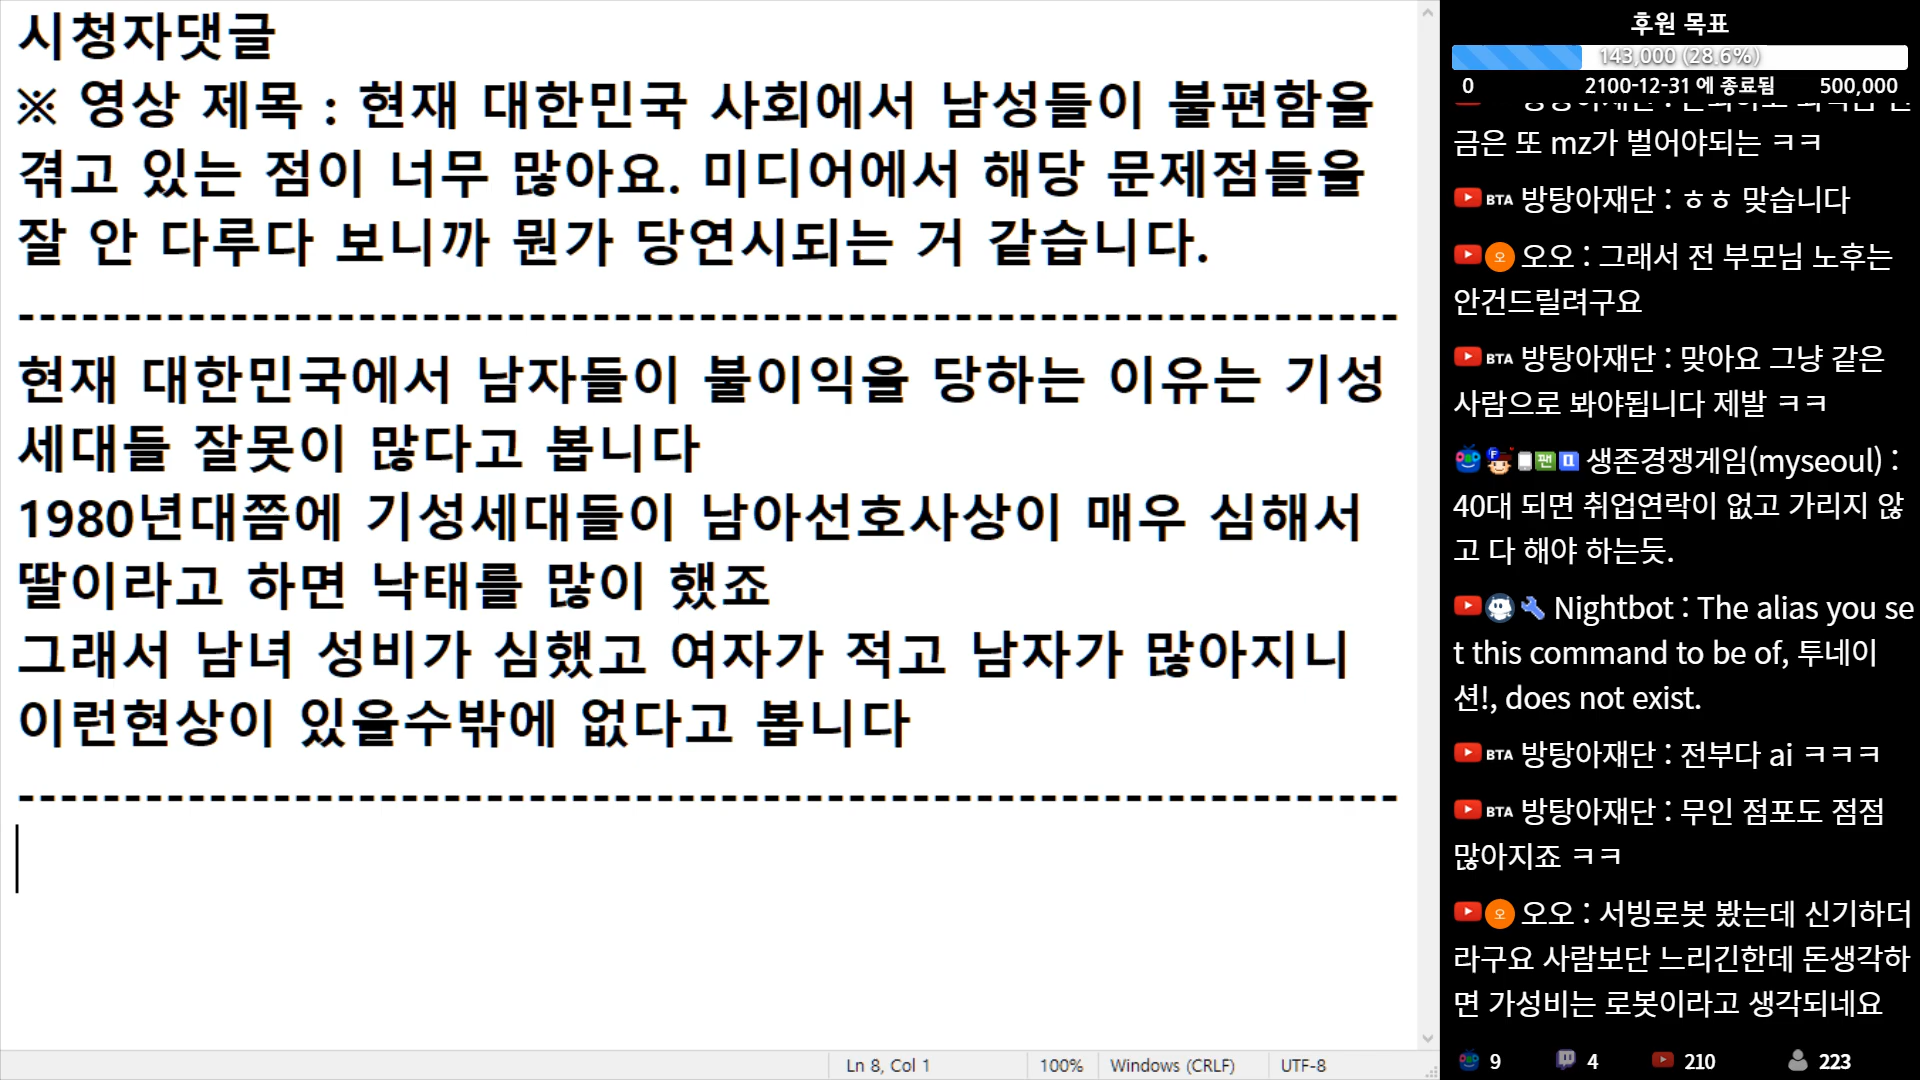 시청자댓글
※ 영상 제목 : 현재 대한민국 사회에서 남성들이 불편함을
겪고 있는 점이 너무 많아요. 미디어에서 해당 문제점들을
잘 안 다루다 보니까 뭔가 당연시되는 거 같습니다.
-----------------------------------------------------------------
현재 대한민국에서 남자들이 불이익을 당하는 이유는 기성
세대들 잘못이 많다고 봅니다
1980년대쯤에 기성세대들이 남아선호사상이 매우 심해서
딸이라고 하면 낙태를 많이 했죠
그래서 남녀 성비가 심했고 여자가 적고 남자가 많아지니
이런현상이 있을수밖에 없다고 봅니다
-----------------------------------------------------------------
Ln 8, Col 1 100% Windows (CRLF) UTF-8
후원 목표
143,000 (28.6%)
0 2100-12-31 에 종료됨 500,000
금은 또 mz가 벌어야되는 ㅋㅋ
BTA 방탕아재단 : ㅎㅎ 맞습니다
오 오오 : 그래서 전 부모님 노후는
안건드릴려구요
BTA 방탕아재단 : 맞아요 그냥 같은
사람으로 봐야됩니다 제발 ㅋㅋ
팬 생존경쟁게임(myseoul) :
40대 되면 취업연락이 없고 가리지 않
고 다 해야 하는듯.
Nightbot : The alias you se
t this command to be of, 투네이
션!, does not exist.
BTA 방탕아재단 : 전부다 ai ㅋㅋㅋ
BTA 방탕아재단 : 무인 점포도 점점
많아지죠 ㅋㅋ
오 오오 : 서빙로봇 봤는데 신기하더
라구요 사람보단 느리긴한데 돈생각하
면 가성비는 로봇이라고 생각되네요
9 4 210 223